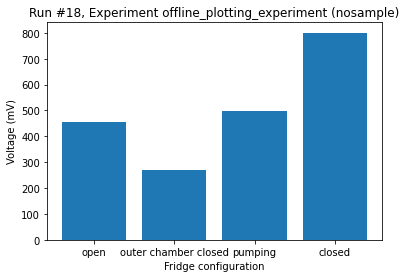 Run #18, Experiment offline_plotting_experiment (nosample)
800
700
600
500
400
300
200
100
0
Voltage (mV)
open outer chamber closed pumping closed
Fridge configuration